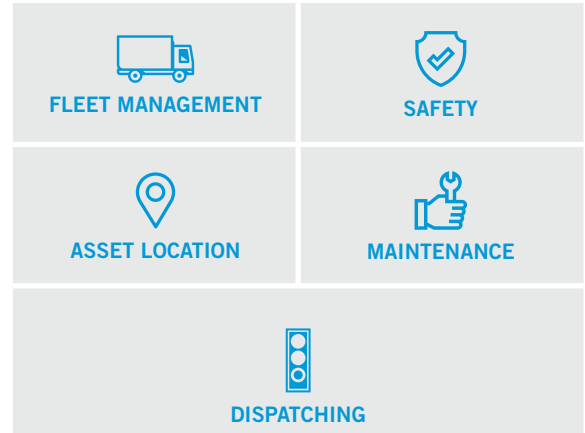 FLEET MANAGEMENT
SAFETY
ASSET LOCATION
MAINTENANCE
DISPATCHING